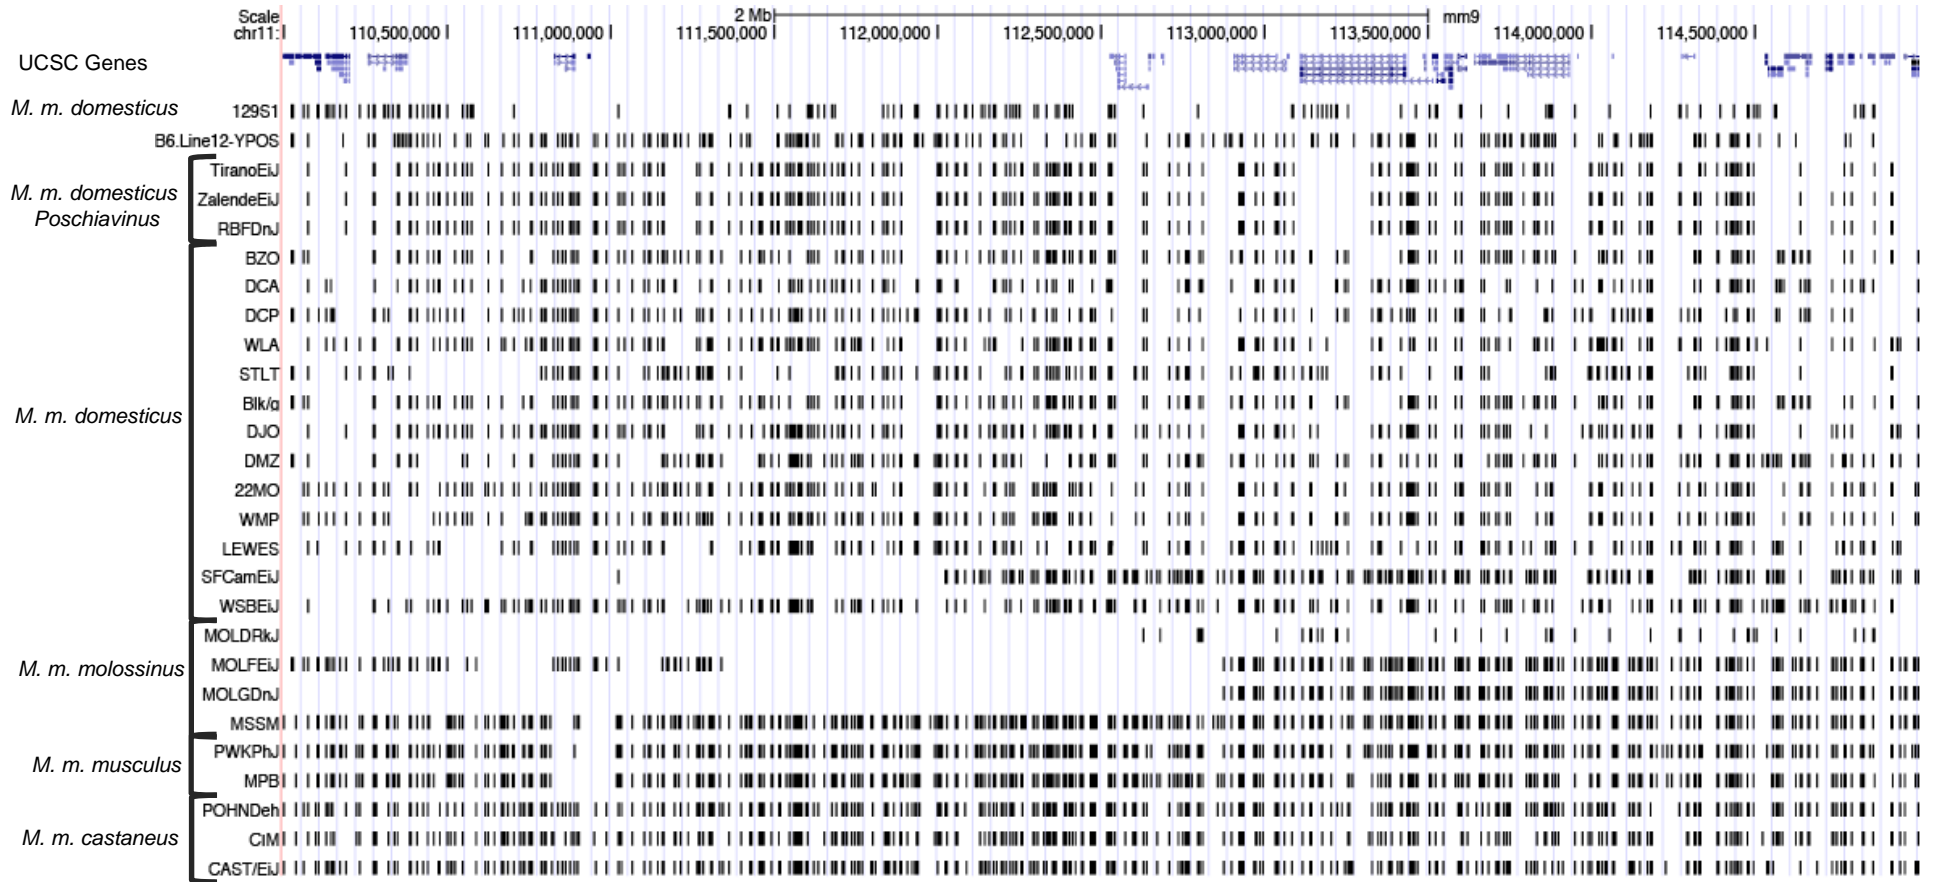 Scale 2 Mb mm9
chr11: 110,500,000 111,000,000 111,500,000 112,000,000 112,500,000 113,000,000 113,500,000 114,000,000 114,500,000
UCSC Genes
M. m. domesticus 129S1
B6.Line12-YPOS
TiranoEiJ
M. m. domesticus ZalendeEiJ
Poschiavinus
RBFDnJ
BZO
DCA
DCP
WLA
STLT
Blk/g
M. m. domesticus
DJO
DMZ
22MO
WMP
LEWES
SFCamEiJ
WSBEiJ
MOLDRkJ
M. m. molossinus MOLFEiJ
MOLGDnJ
MSSM
PWKPhJ
M. m. musculus
MPB
POHNDeh
M. m. castaneus CIM
CAST/EiJ